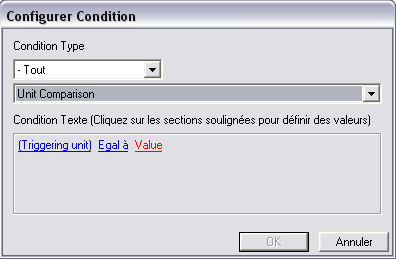 Configurer Condition
Condition Type
- Tout
Unit Comparison
Condition Texte (Cliquez sur les sections soulignées pour définir des valeurs)
(Triggering unit) Egal à Value
OK Annuler